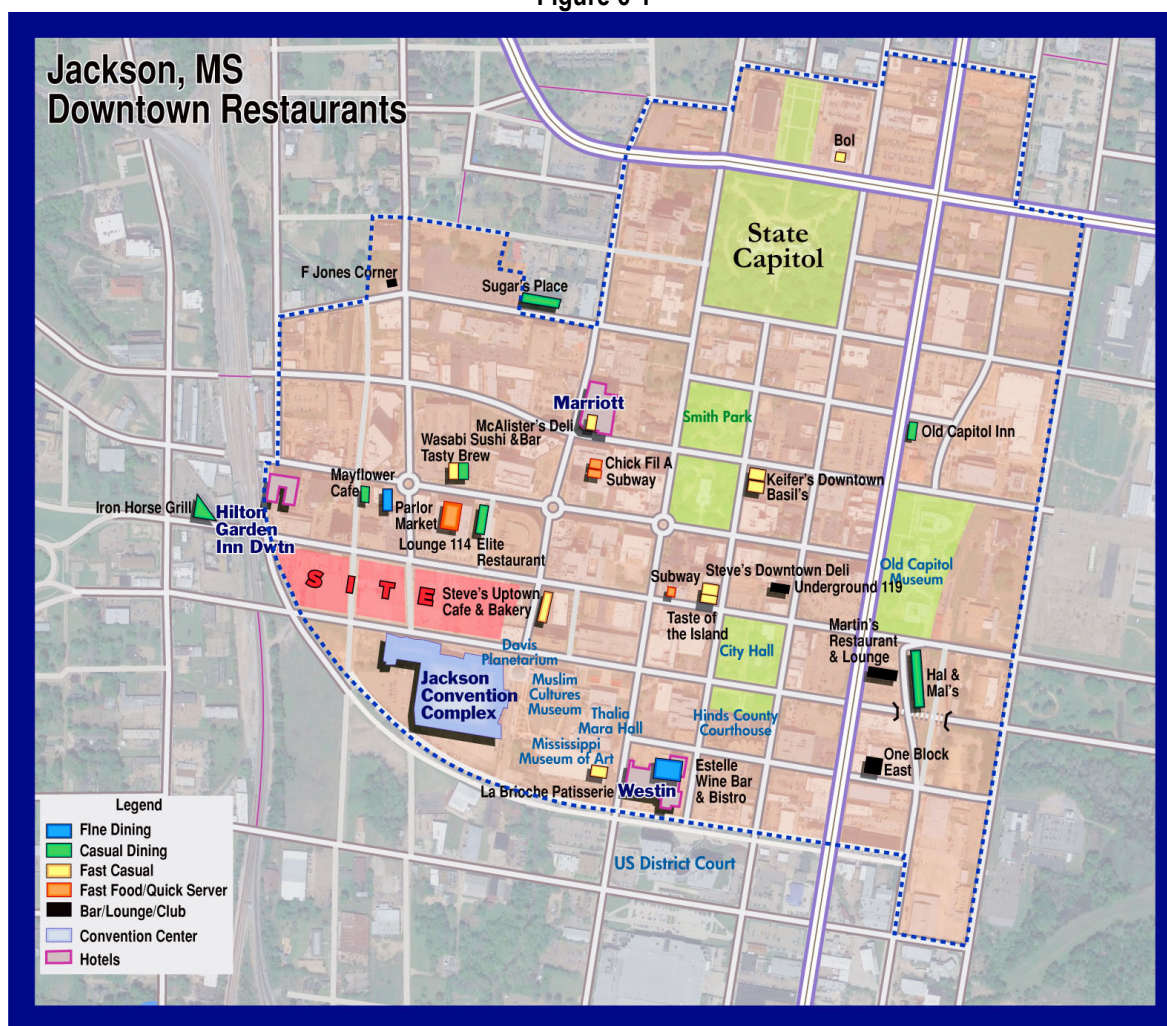 Figure 6-1
Jackson, MS
Downtown Restaurants
Bol
State
Capitol
F Jones Corner
Sugar's Place
Marriott
McAlister's Deli
Smith Park
Old Capitol Inn
Wasabi Sushi &Bar
Tasty Brew
Chick Fil A
Subway
Keifer's Downtown
Basil's
Mayflower
Cafe
Parlor
Market
Iron Horse Grill
Hilton
Garden
Inn Dwtn
Lounge 114
Elite
Restaurant
SITE
Steve's Uptown
Cafe & Bakery
Subway
Steve's Downtown Deli
Underground 119
Old Capitol
Museum
Taste of
the Island
Martin's
Restaurant
& Lounge
City Hall
Davis
Planetarium
Hal &
Mal's
Jackson
Convention
Complex
Muslim
Cultures
Museum
Thalia
Mara Hall
Hinds County
Courthouse
Mississippi
Museum of Art
One Block
East
La Brioche Patisserie
Westin
Estelle
Wine Bar
& Bistro
US District Court
Legend
FIne Dining
Casual Dining
Fast Casual
Fast Food/Quick Server
Bar/Lounge/Club
Convention Center
Hotels